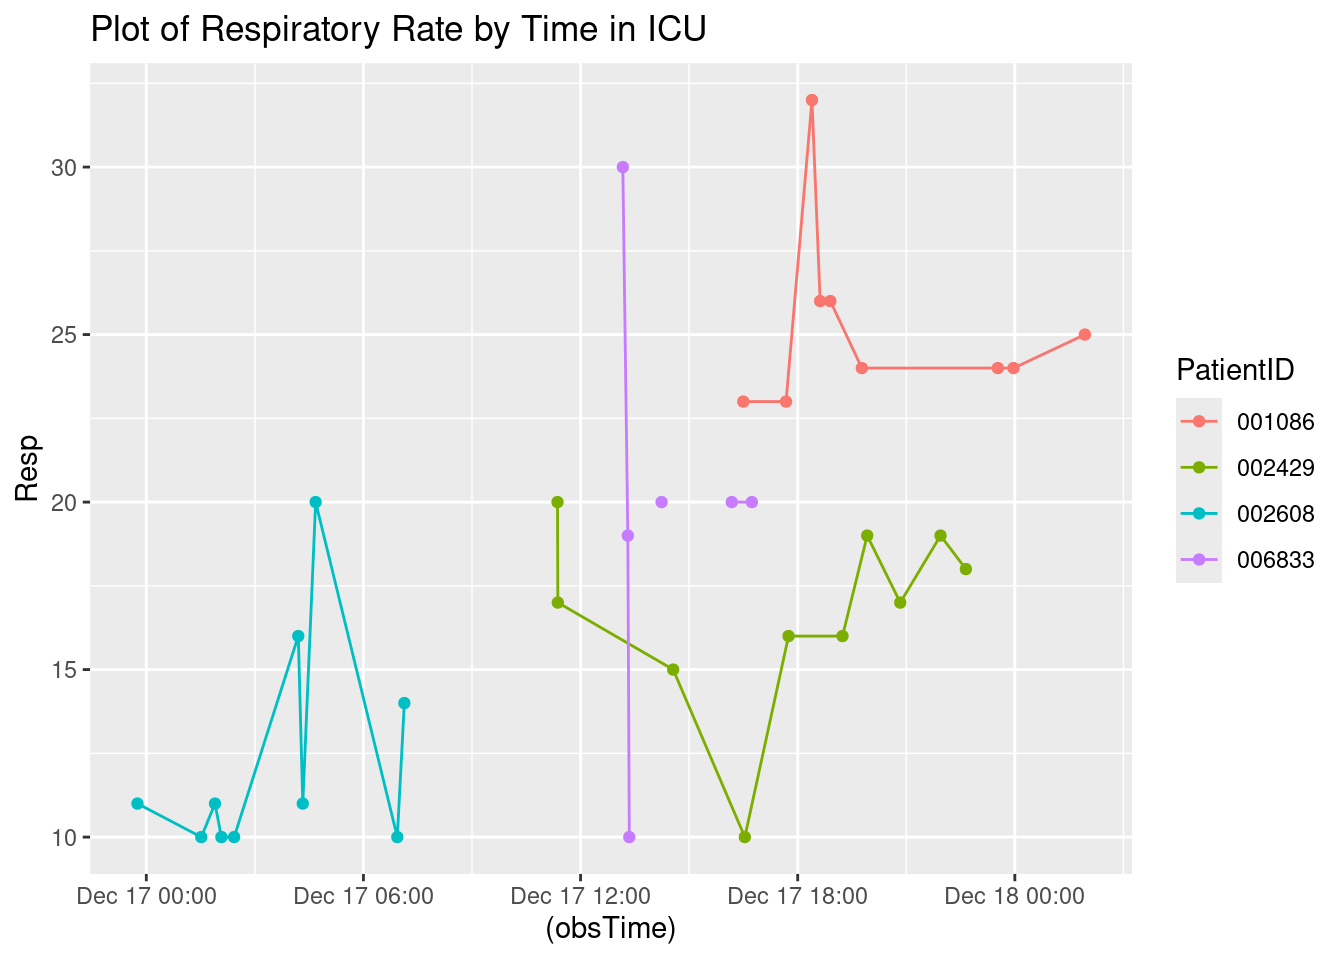 Plot of Respiratory Rate by Time in ICU
30
25
20
15
10
Resp
Dec 17 00:00 Dec 17 06:00 Dec 17 12:00 Dec 17 18:00 Dec 18 00:00
(obsTime)
PatientID
001086
002429
002608
006833